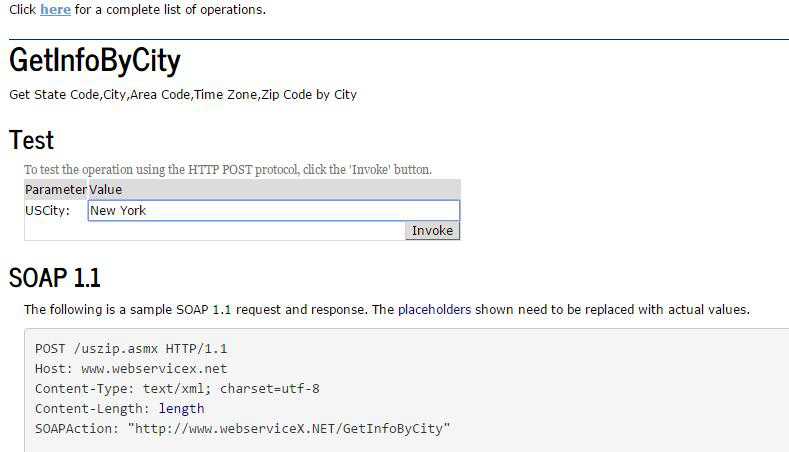 Click here for a complete list of operations.
GetInfoByCity
Get State Code,City,Area Code,Time Zone,Zip Code by City
Test
To test the operation using the HTTP POST protocol, click the 'Invoke' button.
Parameter Value
USCity: New York
Invoke
SOAP 1.1
The following is a sample SOAP 1.1 request and response. The placeholders shown need to be replaced with actual values.
POST /uszip.asmx HTTP/1.1
Host: www.webservicex.net
Content-Type: text/xml; charset=utf-8
Content-Length: length
SOAPAction: "http://www.webserviceX.NET/GetInfoByCity"